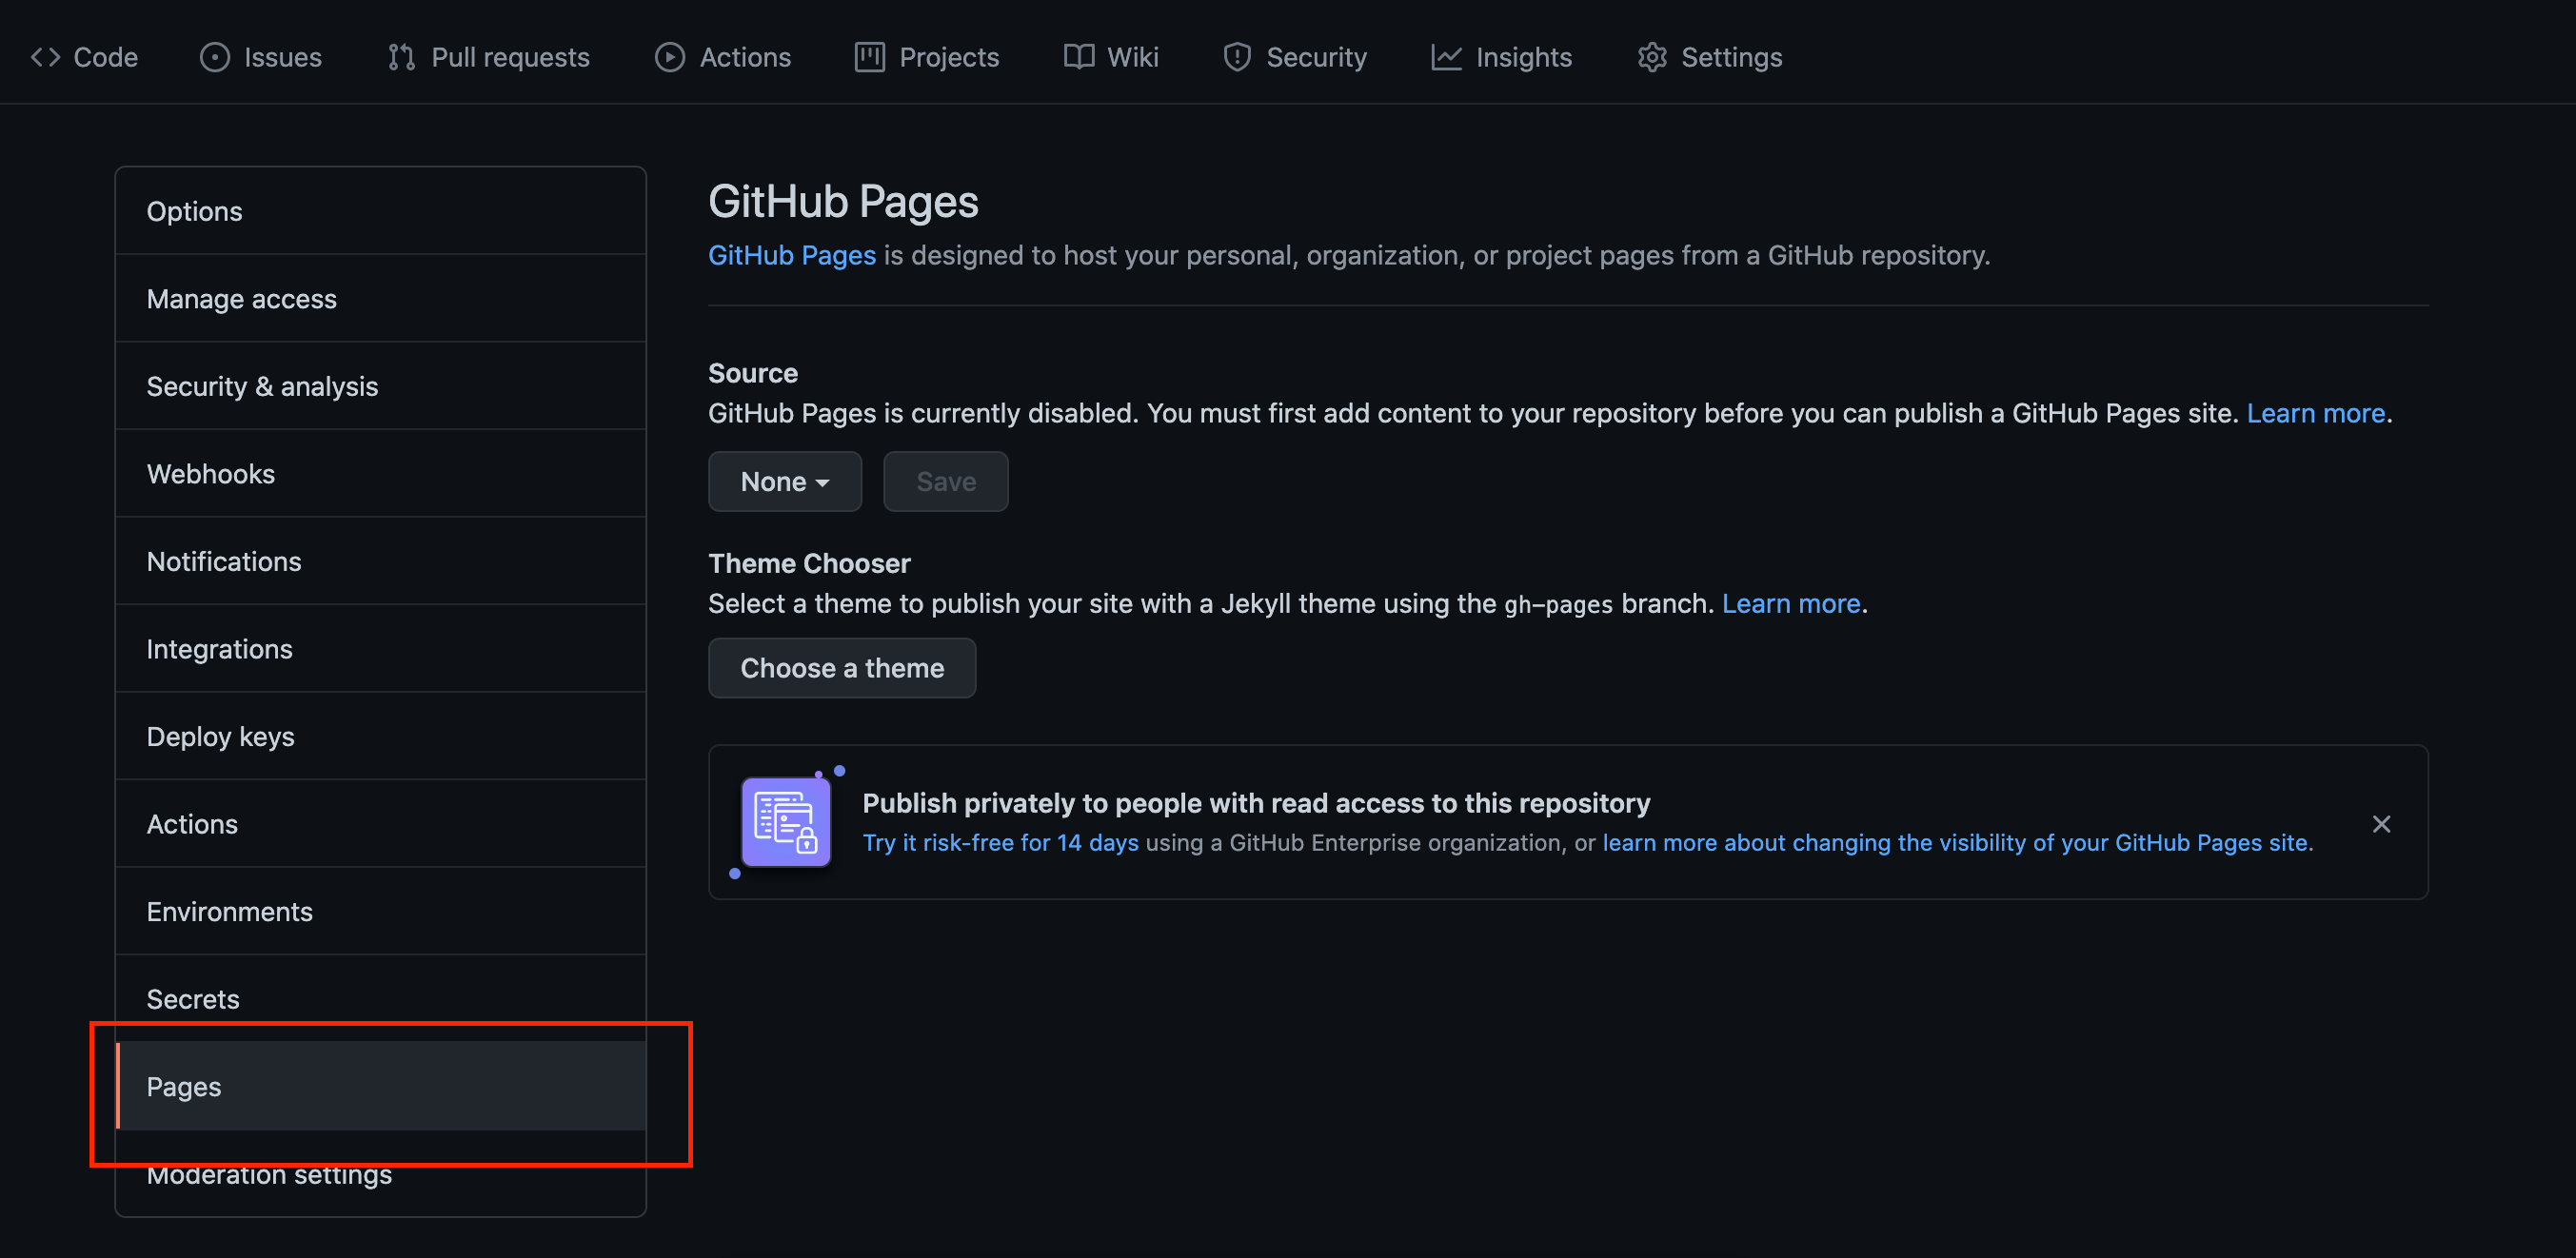 Code Issues Pull requests Actions Projects Wiki Security Insights Settings
Options
Manage access
Security & analysis
Webhooks
Notifications
Integrations
Deploy keys
Actions
Environments
Secrets
Pages
Moderation settings
GitHub Pages
GitHub Pages is designed to host your personal, organization, or project pages from a GitHub repository.
Source
GitHub Pages is currently disabled. You must first add content to your repository before you can publish a GitHub Pages site. Learn more.
None Save
Theme Chooser
Select a theme to publish your site with a Jekyll theme using the gh-pages branch. Learn more.
Choose a theme
Publish privately to people with read access to this repository
Try it risk-free for 14 days using a GitHub Enterprise organization, or learn more about changing the visibility of your GitHub Pages site.